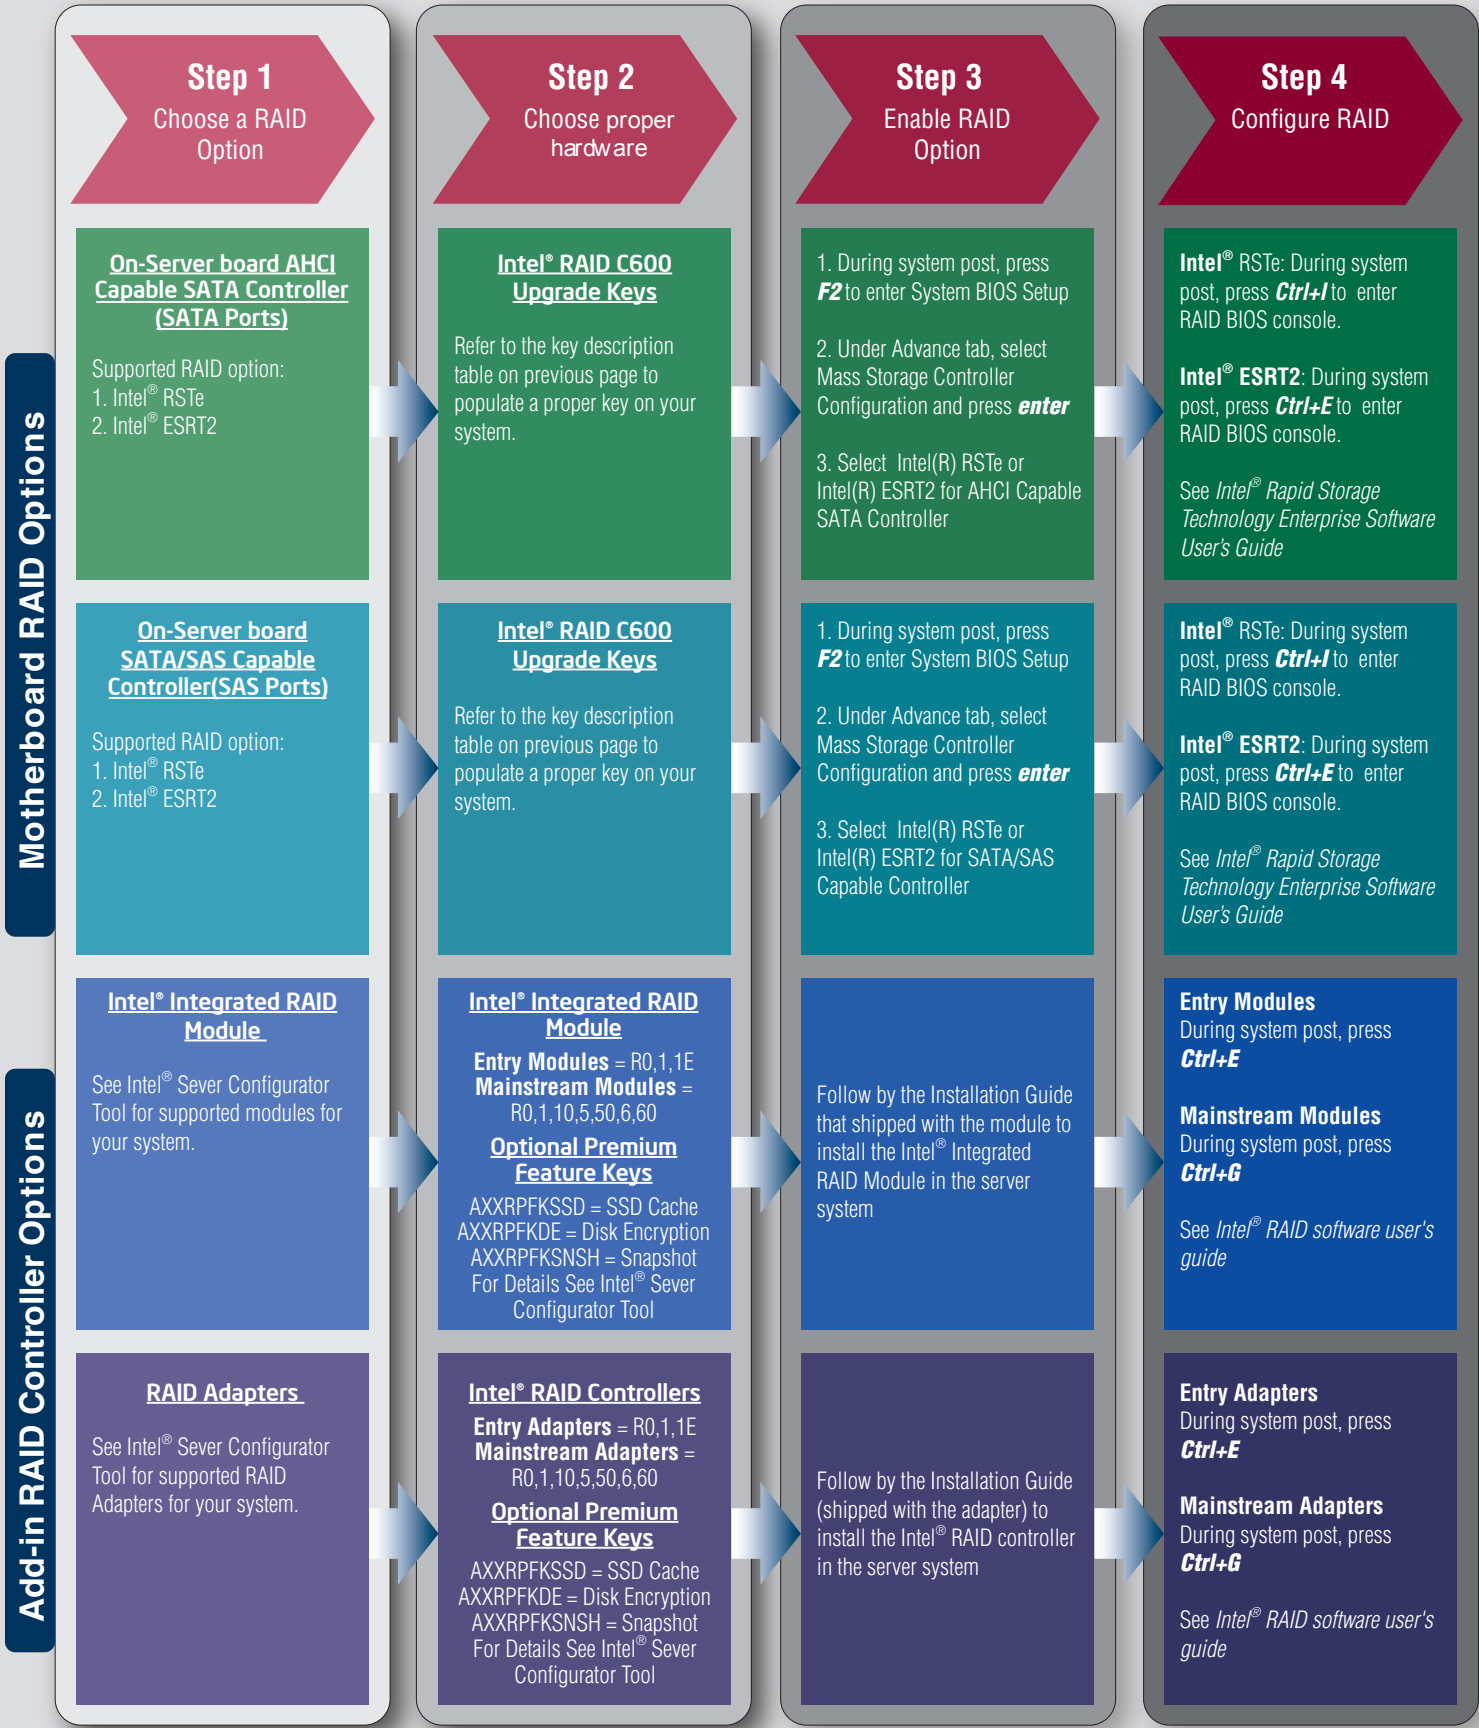 Step 1
Choose a RAID
Option
Step 2
Choose proper
hardware
Step 3
Enable RAID
Option
Step 4
Configure RAID
Motherboard RAID Options
On-Server board AHCI
Capable SATA Controller
(SATA Ports)
Supported RAID option:
1. Intel® RSTe
2. Intel® ESRT2
Intel® RAID C600
Upgrade Keys
Refer to the key description
table on previous page to
populate a proper key on your
system.
1. During system post, press
F2 to enter System BIOS Setup
2. Under Advance tab, select
Mass Storage Controller
Configuration and press enter
3. Select Intel(R) RSTe or
Intel(R) ESRT2 for AHCI Capable
SATA Controller
Intel® RSTe: During system
post, press Ctrl+I to enter
RAID BIOS console.
Intel® ESRT2: During system
post, press Ctrl+E to enter
RAID BIOS console.
See Intel® Rapid Storage
Technology Enterprise Software
User's Guide
On-Server board
SATA/SAS Capable
Controller(SAS Ports)
Supported RAID option:
1. Intel® RSTe
2. Intel® ESRT2
Intel® RAID C600
Upgrade Keys
Refer to the key description
table on previous page to
populate a proper key on your
system.
1. During system post, press
F2 to enter System BIOS Setup
2. Under Advance tab, select
Mass Storage Controller
Configuration and press enter
3. Select Intel(R) RSTe or
Intel(R) ESRT2 for SATA/SAS
Capable Controller
Intel® RSTe: During system
post, press Ctrl+I to enter
RAID BIOS console.
Intel® ESRT2: During system
post, press Ctrl+E to enter
RAID BIOS console.
See Intel® Rapid Storage
Technology Enterprise Software
User's Guide
Add-in RAID Controller Options
Intel® Integrated RAID
Module
See Intel® Sever Configurator
Tool for supported modules for
your system.
Intel® Integrated RAID
Module
Entry Modules = R0,1,1E
Mainstream Modules =
R0,1,10,5,50,6,60
Optional Premium
Feature Keys
AXXRPFKSSD = SSD Cache
AXXRPFKDE = Disk Encryption
AXXRPFKSNSH = Snapshot
For Details See Intel® Sever
Configurator Tool
Follow by the Installation Guide
that shipped with the module to
install the Intel® Integrated
RAID Module in the server
system
Entry Modules
During system post, press
Ctrl+E
Mainstream Modules
During system post, press
Ctrl+G
See Intel® RAID software user's
guide
RAID Adapters
See Intel® Sever Configurator
Tool for supported RAID
Adapters for your system.
Intel® RAID Controllers
Entry Adapters = R0,1,1E
Mainstream Adapters =
R0,1,10,5,50,6,60
Optional Premium
Feature Keys
AXXRPFKSSD = SSD Cache
AXXRPFKDE = Disk Encryption
AXXRPFKSNSH = Snapshot
For Details See Intel® Sever
Configurator Tool
Follow by the Installation Guide
(shipped with the adapter) to
install the Intel® RAID controller
in the server system
Entry Adapters
During system post, press
Ctrl+E
Mainstream Adapters
During system post, press
Ctrl+G
See Intel® RAID software user's
guide